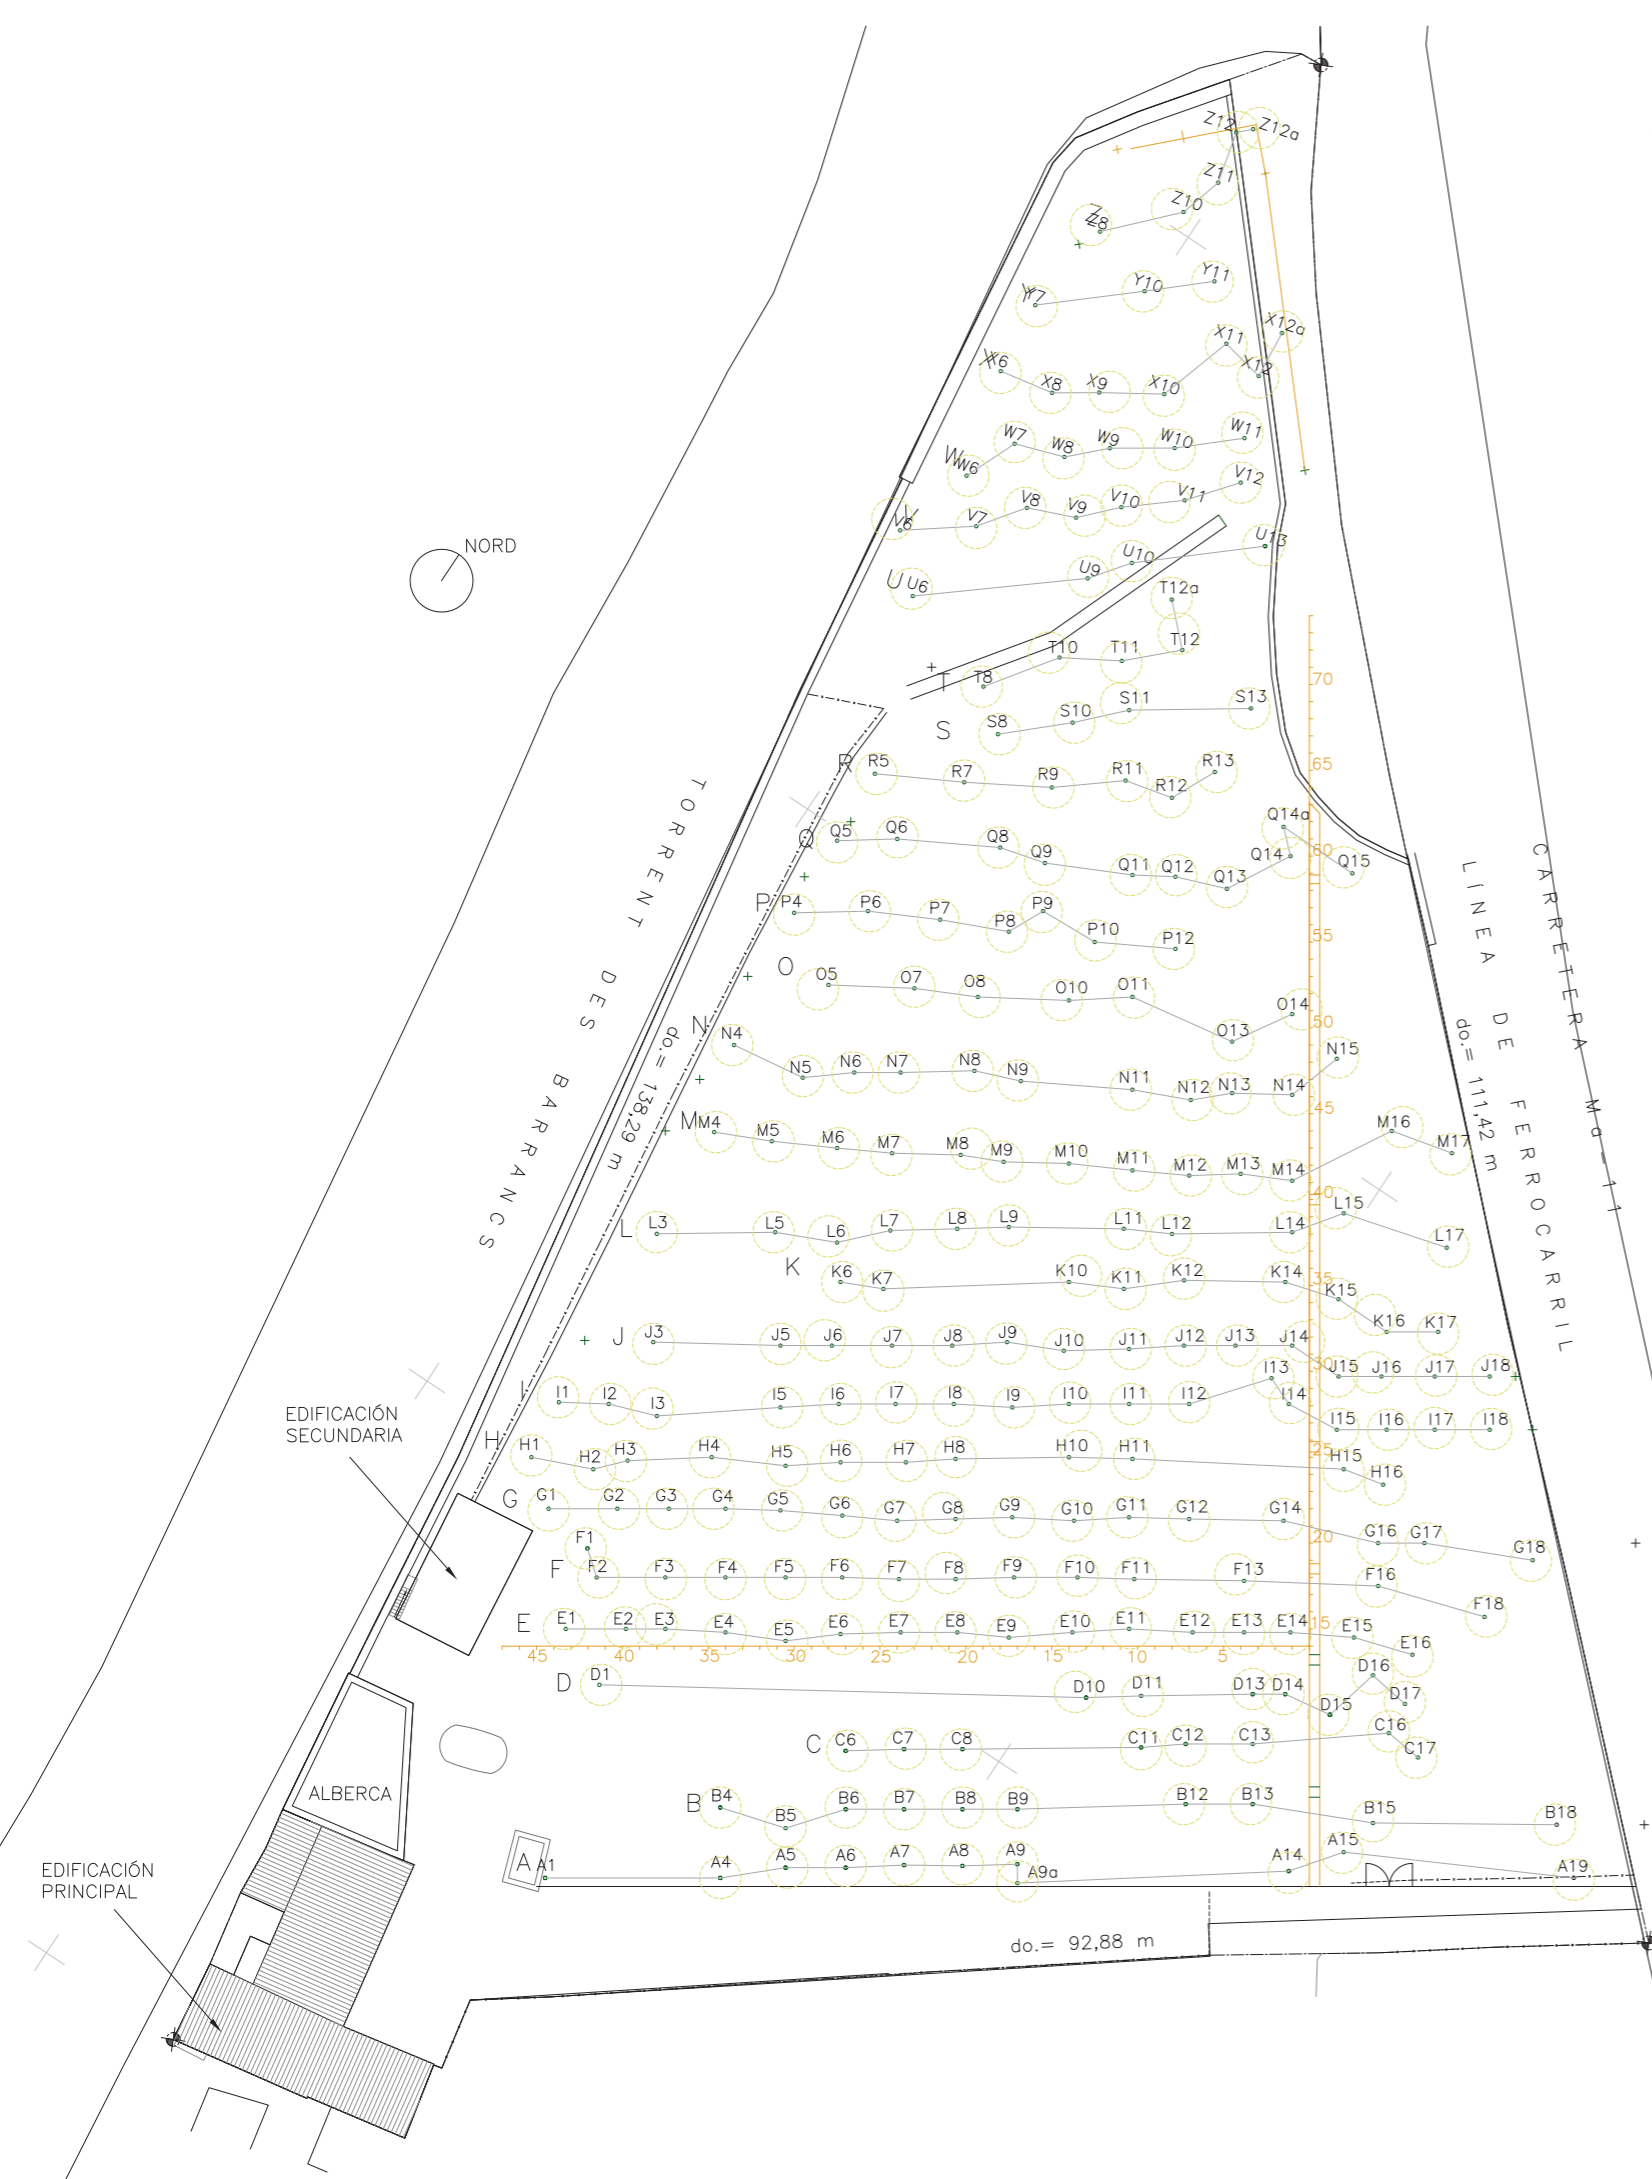 Z12 Z12a
Z11
Z10
Z Z8
Y11
Y10
Y Y7
X12a
X11
X X6 X8 X9 X10 X12
W11
W7 W8 W9 W10
W W6
V12
V V6 V7 V8 V9 V10 V11
NORD
U13
U10
U U6 U9
T12a
T10 T11 T12
T T8
70
S S8 S10 S11 S13
R R5 R7 R9 R11 R12 R13
65
Q14a
Q Q5 Q6 Q8 Q9 Q11 Q12 Q13 Q14 Q15
60
P P4 P6 P7 P8 P9 P10 P12
55
O O5 O7 O8 O10 O11 O13 O14
50
N N4 N5 N6 N7 N8 N9 N11 N12 N13 N14 N15
45
M M4 M5 M6 M7 M8 M9 M10 M11 M12 M13 M14 M16 M17
40
L L3 L5 L6 L7 L8 L9 L11 L12 L14 L15 L17
K K6 K7 K10 K11 K12 K14 K15 K16 K17
35
J J3 J5 J6 J7 J8 J9 J10 J11 J12 J13 J14 J15 J16 J17 J18
30
I I1 I2 I3 I5 I6 I7 I8 I9 I10 I11 I12 I13 I14 I15 I16 I17 I18
25
H H1 H2 H3 H4 H5 H6 H7 H8 H10 H11 H15 H16
G G1 G2 G3 G4 G5 G6 G7 G8 G9 G10 G11 G12 G14 G16 G17 G18
20
F1
F F2 F3 F4 F5 F6 F7 F8 F9 F10 F11 F13 F16 F18
E E1 E2 E3 E4 E5 E6 E7 E8 E9 E10 E11 E12 E13 E14 E15 E16
15
45 40 35 30 25 20 15 10 5
D D1 D10 D11 D13 D14 D15 D16 D17
C C6 C7 C8 C11 C12 C13 C16 C17
B B4 B5 B6 B7 B8 B9 B12 B13 B15 B18
A A1 A4 A5 A6 A7 A8 A9 A9a A14 A15 A19
TORRENT DES BARRANCS
do.= 138,29 m
CARRETERA Ma-11
LÍNEA DE FERROCARRIL
do.= 111,42 m
do.= 92,88 m
EDIFICACIÓN
SECUNDARIA
ALBERCA
EDIFICACIÓN
PRINCIPAL